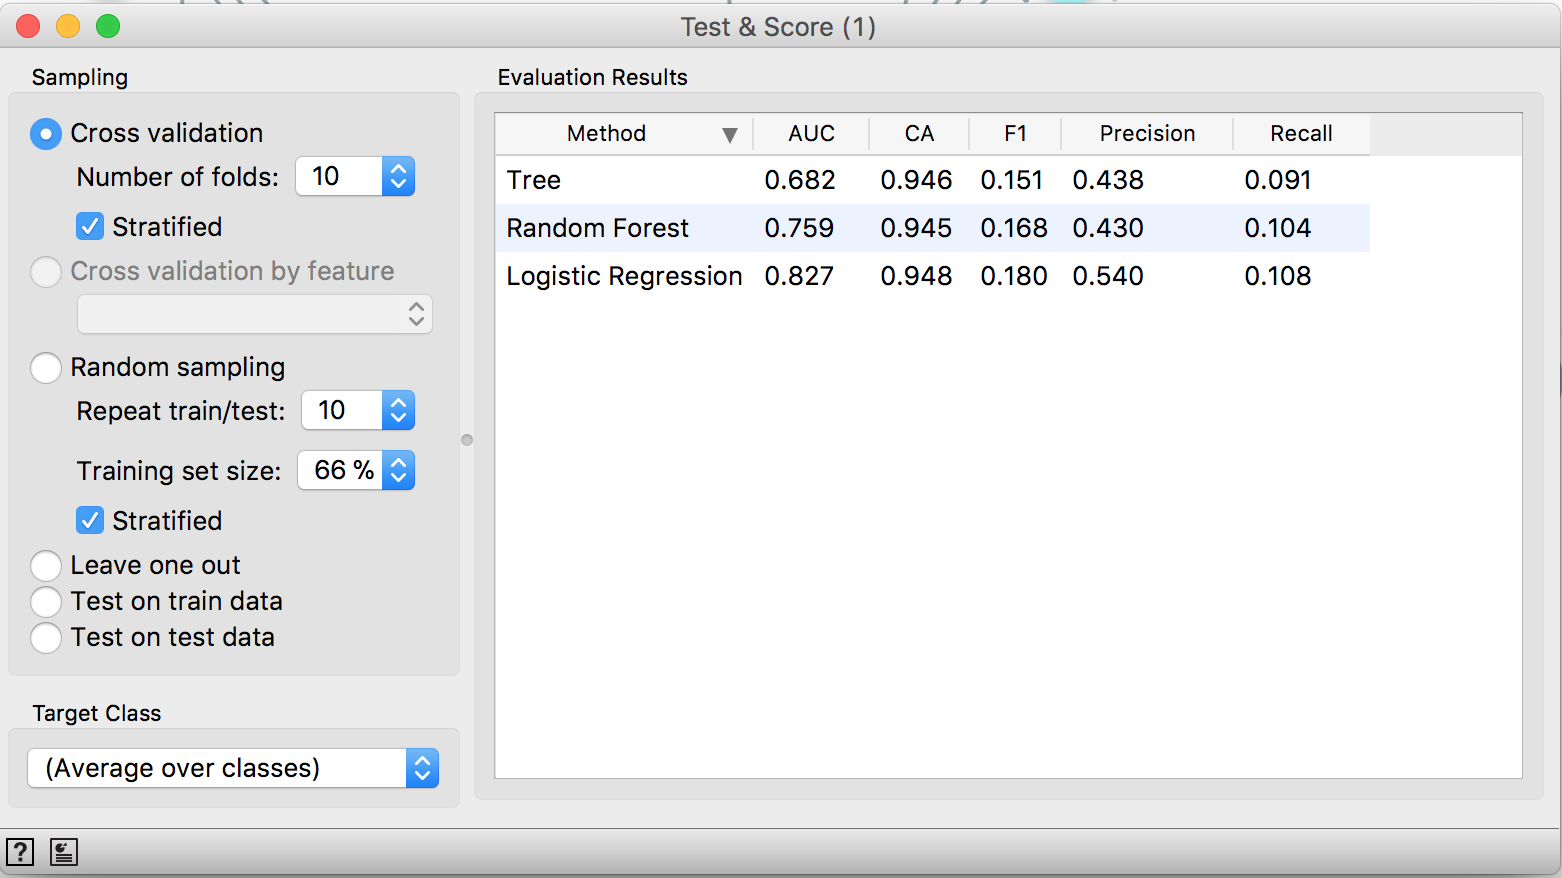 Test & Score (1)
Sampling
Cross validation
Number of folds: 10
Stratified
Cross validation by feature
Random sampling
Repeat train/test: 10
Training set size: 66 %
Stratified
Leave one out
Test on train data
Test on test data
Target Class
(Average over classes)
?
Evaluation Results
Method AUC CA F1 Precision Recall
Tree 0.682 0.946 0.151 0.438 0.091
Random Forest 0.759 0.945 0.168 0.430 0.104
Logistic Regression 0.827 0.948 0.180 0.540 0.108